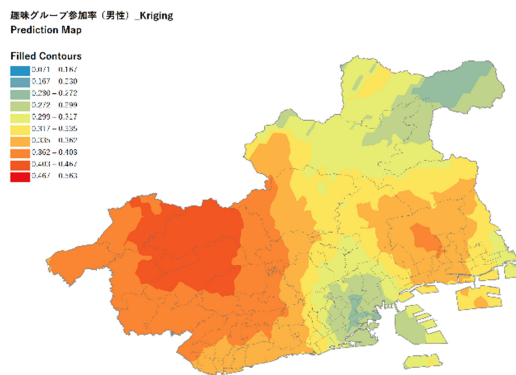 趣味グループ参加率（男性）_Kriging
Prediction Map
Filled Contours
0.071 – 0.167
0.167 – 0.230
0.230 – 0.272
0.272 – 0.299
0.299 – 0.317
0.317 – 0.335
0.335 – 0.362
0.362 – 0.403
0.403 – 0.467
0.467 – 0.563